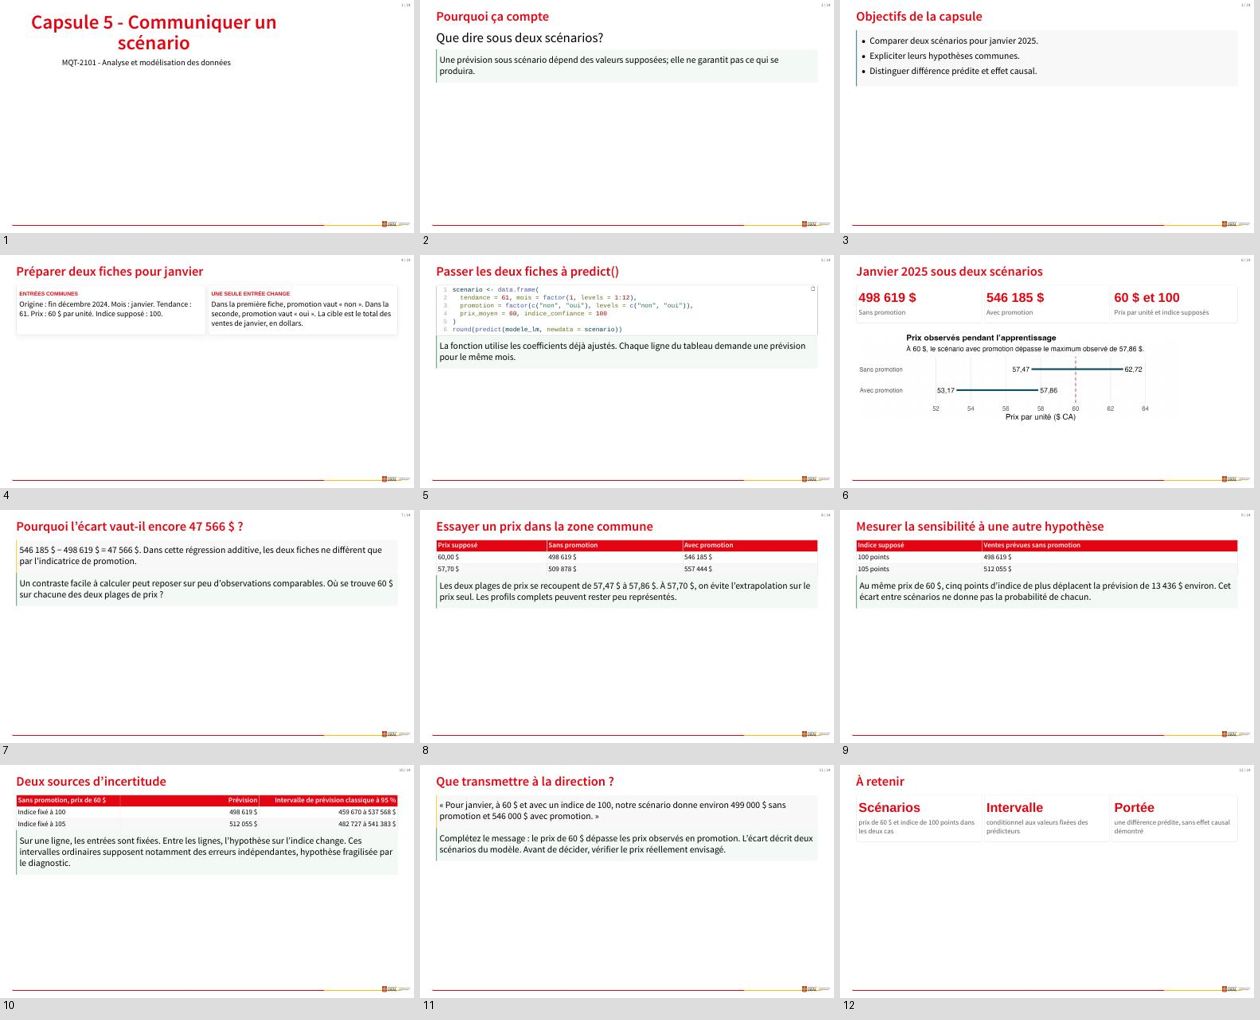 Capsule 5 - Communiquer un
scénario
MQT-2101 - Analyse et modélisation des données
1
Pourquoi ça compte
Que dire sous deux scénarios?
Une prévision sous scénario dépend des valeurs supposées; elle ne garantit pas ce qui se
produira.
2
Objectifs de la capsule
• Comparer deux scénarios pour janvier 2025.
• Expliciter leurs hypothèses communes.
• Distinguer différence prédite et effet causal.
3
Préparer deux fiches pour janvier
ENTRÉES COMMUNES
Origine : fin décembre 2024. Mois : janvier. Tendance :
61. Prix : 60 $ par unité. Indice supposé : 100.
UNE SEULE ENTRÉE CHANGE
Dans la première fiche, promotion vaut « non ». Dans la
seconde, promotion vaut « oui ». La cible est le total des
ventes de janvier, en dollars.
4
Passer les deux fiches à predict()
1 scenario <- data.frame(
2 tendance = 61, mois = factor(1, levels = 1:12),
3 promotion = factor(c("non", "oui"), levels = c("non", "oui")),
4 prix_moyen = 60, indice_confiance = 100
5 )
6 round(predict(modele_lm, newdata = scenario))
La fonction utilise les coefficients déjà ajustés. Chaque ligne du tableau demande une prévision
pour le même mois.
5
Janvier 2025 sous deux scénarios
498 619 $
Sans promotion
546 185 $
Avec promotion
60 $ et 100
Prix par unité et indice supposés
Prix observés pendant l'apprentissage
À 60 $, le scénario avec promotion dépasse le maximum observé de 57,86 $.
Sans promotion 57,47 62,72
Avec promotion 53,17 57,86
52 54 56 58 60 62 64
Prix par unité ($ CA)
6
Pourquoi l'écart vaut-il encore 47 566 $ ?
546 185 $ − 498 619 $ = 47 566 $. Dans cette régression additive, les deux fiches ne diffèrent que
par l'indicatrice de promotion.
Un contraste facile à calculer peut reposer sur peu d'observations comparables. Où se trouve 60 $
sur chacune des deux plages de prix ?
7
Essayer un prix dans la zone commune
Prix supposé Sans promotion Avec promotion
60,00 $ 498 619 $ 546 185 $
57,70 $ 509 878 $ 557 444 $
Les deux plages de prix se recoupent de 57,47 $ à 57,86 $. À 57,70 $, on évite l'extrapolation sur le
prix seul. Les profils complets peuvent rester peu représentés.
8
Mesurer la sensibilité à une autre hypothèse
Indice supposé Ventes prévues sans promotion
100 points 498 619 $
105 points 512 055 $
Au même prix de 60 $, cinq points d'indice de plus déplacent la prévision de 13 436 $ environ. Cet
écart entre scénarios ne donne pas la probabilité de chacun.
9
Deux sources d'incertitude
Sans promotion, prix de 60 $ Prévision Intervalle de prévision classique à 95 %
Indice fixé à 100 498 619 $ 459 670 à 537 568 $
Indice fixé à 105 512 055 $ 482 727 à 541 383 $
Sur une ligne, les entrées sont fixées. Entre les lignes, l'hypothèse sur l'indice change. Ces
intervalles ordinaires supposent notamment des erreurs indépendantes, hypothèse fragilisée par
le diagnostic.
10
Que transmettre à la direction ?
« Pour janvier, à 60 $ et avec un indice de 100, notre scénario donne environ 499 000 $ sans
promotion et 546 000 $ avec promotion. »
Complétez le message : le prix de 60 $ dépasse les prix observés en promotion. L'écart décrit deux
scénarios du modèle. Avant de décider, vérifier le prix réellement envisagé.
11
À retenir
Scénarios
prix de 60 $ et indice de 100 points dans
les deux cas
Intervalle
conditionnel aux valeurs fixées des
prédicteurs
Portée
une différence prédite, sans effet causal
démontré
12